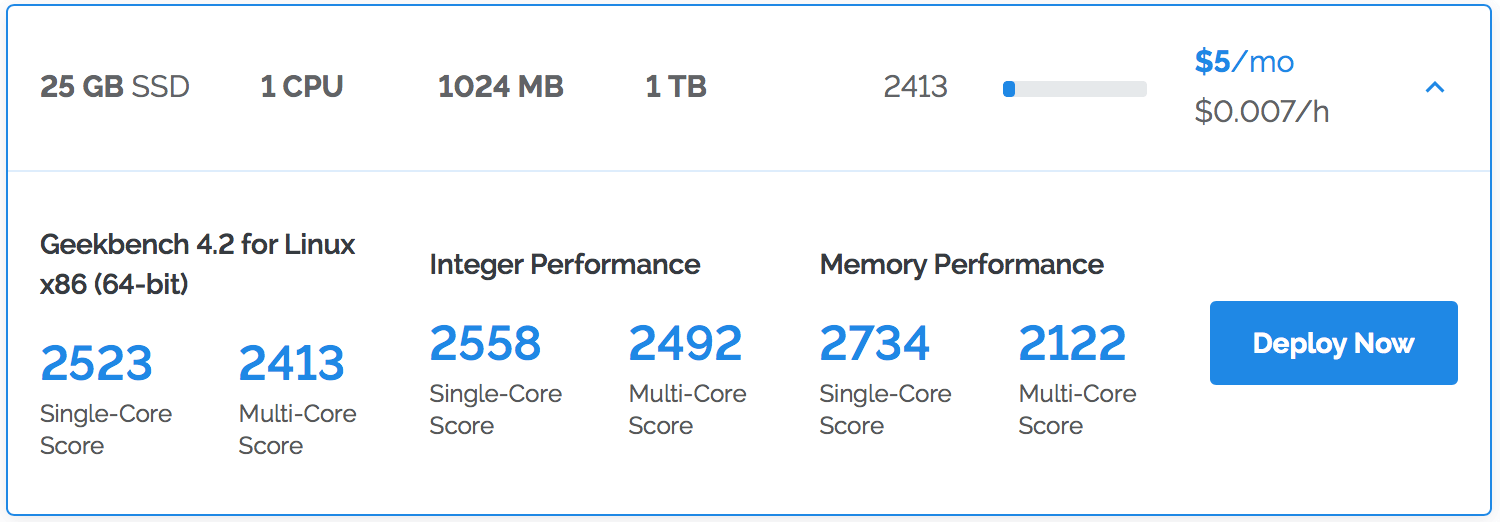 25 GB SSD
1 CPU
1024 MB
1 TB
2413
$5/mo
$0.007/h
Geekbench 4.2 for Linux
x86 (64-bit)
2523
Single-Core
Score
2413
Multi-Core
Score
Integer Performance
2558
Single-Core
Score
2492
Multi-Core
Score
Memory Performance
2734
Single-Core
Score
2122
Multi-Core
Score
Deploy Now